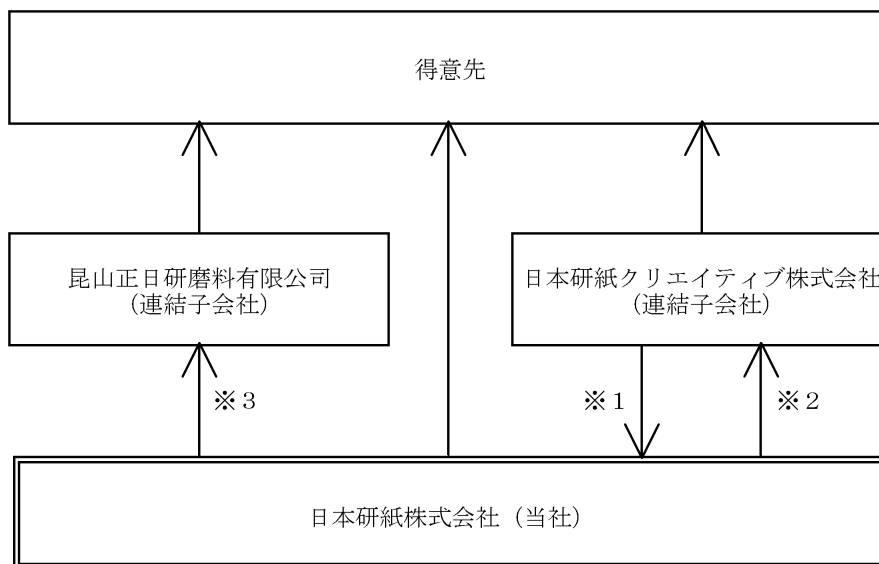 得意先
昆山正日研磨料有限公司
（連結子会社）
日本研紙クリエイティブ株式会社
（連結子会社）
※３
※１
※２
日本研紙株式会社（当社）